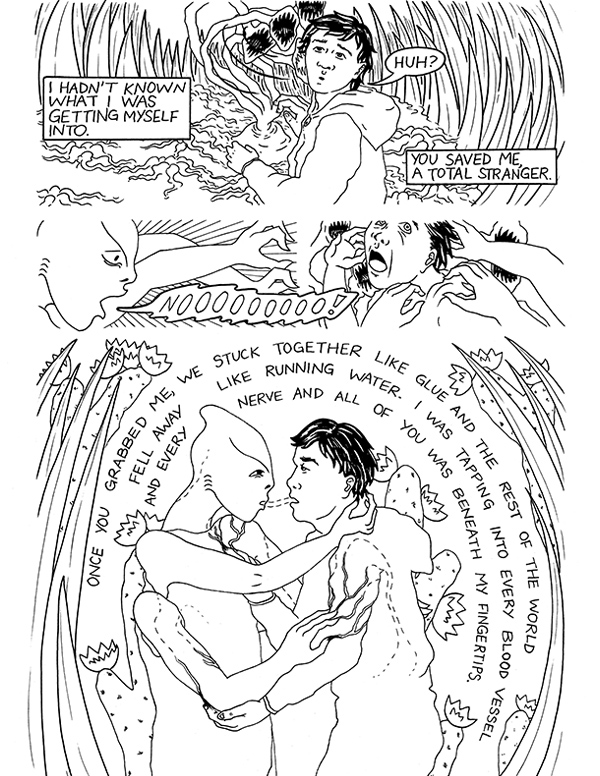 I HADN'T KNOWN
WHAT I WAS
GETTING MYSELF
INTO.
HUH?
YOU SAVED ME,
A TOTAL STRANGER.
NOOOOOOOOO!
ONCE YOU GRABBED ME, WE STUCK TOGETHER LIKE GLUE AND THE REST OF THE WORLD
FELL AWAY LIKE RUNNING WATER. I WAS TAPPING INTO EVERY BLOOD VESSEL
AND EVERY NERVE AND ALL OF YOU WAS BENEATH MY FINGERTIPS.